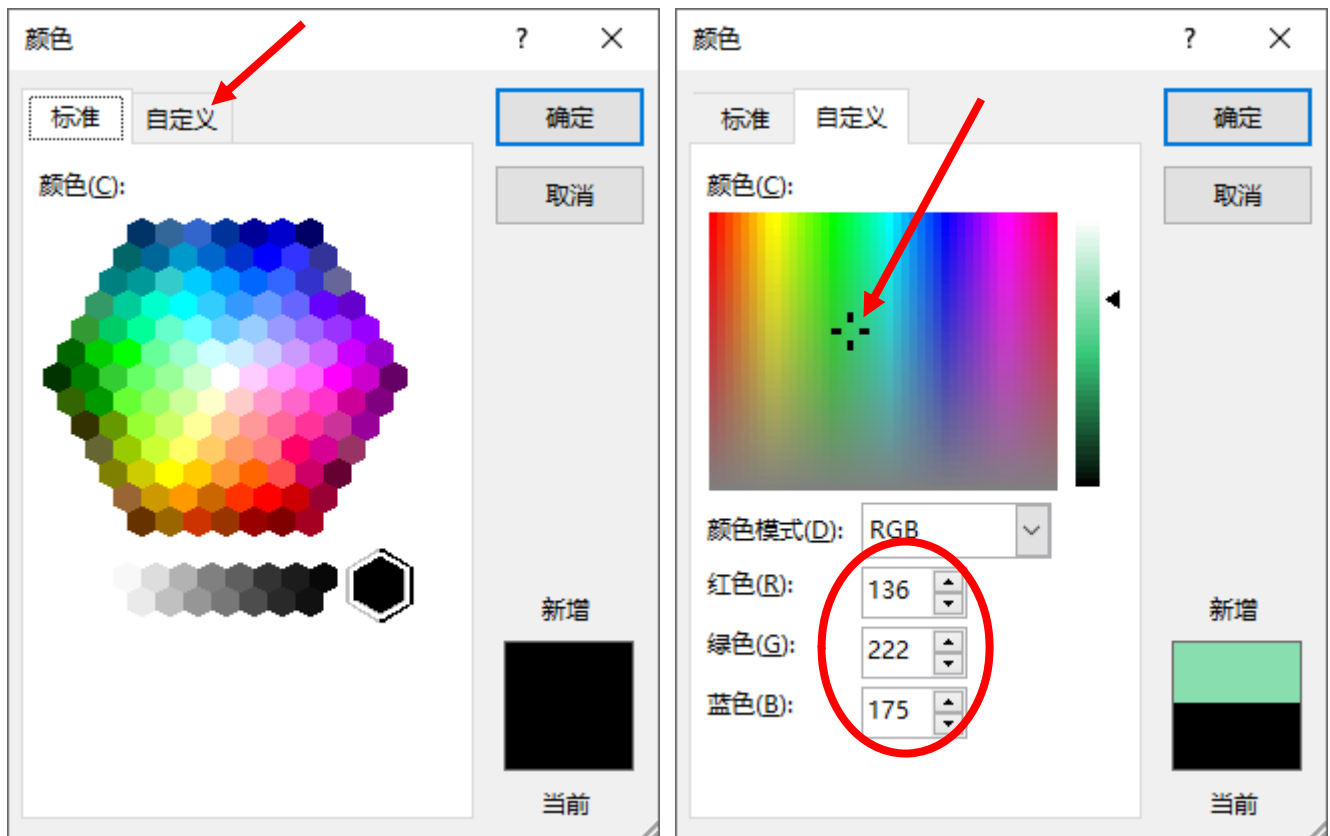 颜色 ?
标准 自定义 确定
颜色(C): 取消
新增
当前
颜色 ?
标准 自定义 确定
颜色(C): 取消
颜色模式(D): RGB
红色(R): 136
绿色(G): 222
蓝色(B): 175
新增
当前